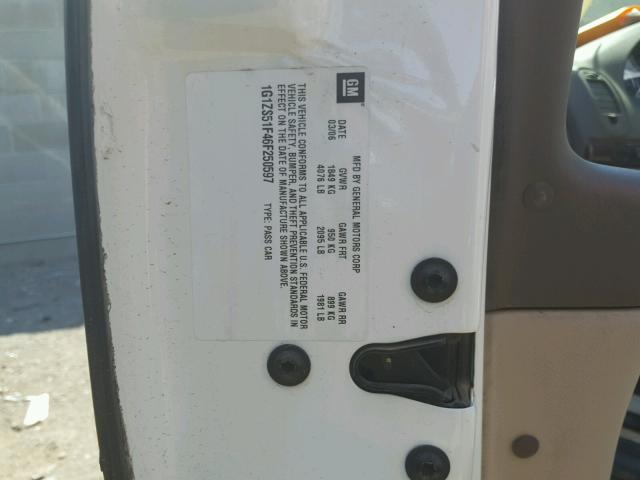 GM
MFD BY GENERAL MOTORS CORP
DATE GVWR GAWR FRT GAWR RR
03/06 1849 KG 950 KG 899 KG
4076 LB 2095 LB 1981 LB
THIS VEHICLE CONFORMS TO ALL APPLICABLE U.S. FEDERAL MOTOR
VEHICLE SAFETY, BUMPER, AND THEFT PREVENTION STANDARDS IN
EFFECT ON THE DATE OF MANUFACTURE SHOWN ABOVE.
1G1ZS51F46F250597 TYPE: PASS CAR